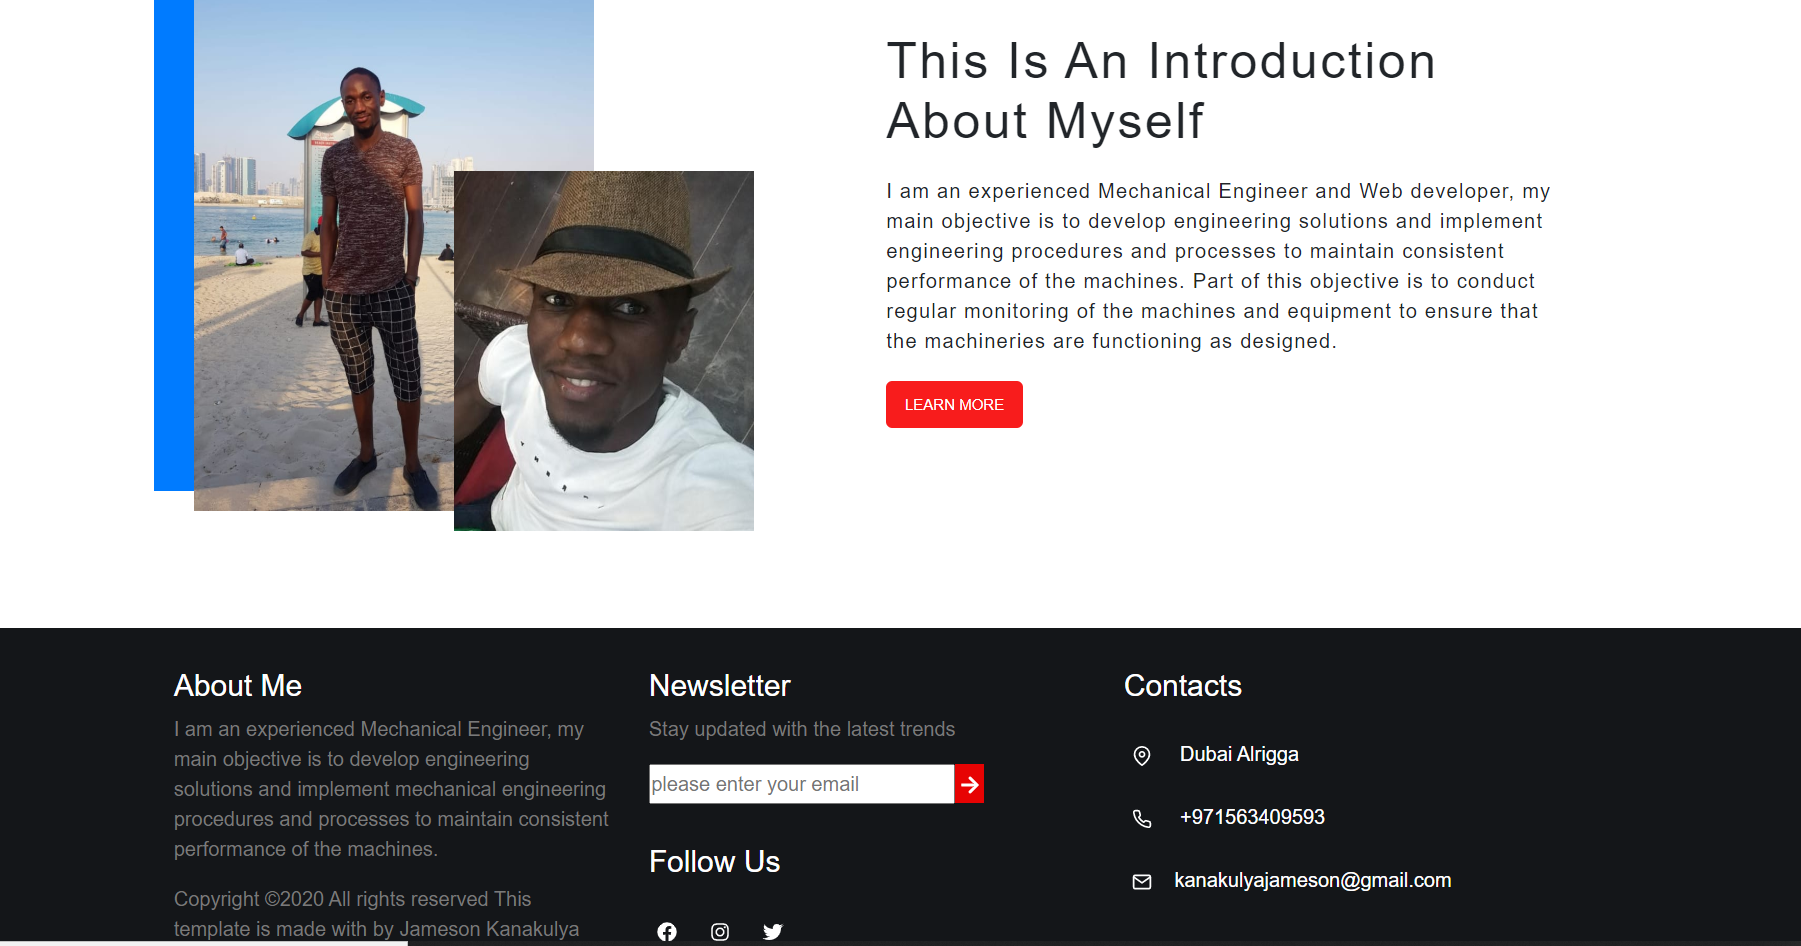 This Is An Introduction
About Myself
I am an experienced Mechanical Engineer and Web developer, my
main objective is to develop engineering solutions and implement
engineering procedures and processes to maintain consistent
performance of the machines. Part of this objective is to conduct
regular monitoring of the machines and equipment to ensure that
the machineries are functioning as designed.
LEARN MORE
About Me
I am an experienced Mechanical Engineer, my
main objective is to develop engineering
solutions and implement mechanical engineering
procedures and processes to maintain consistent
performance of the machines.
Copyright ©2020 All rights reserved This
template is made with by Jameson Kanakulya
Newsletter
Stay updated with the latest trends
please enter your email
Follow Us
Contacts
Dubai Alrigga
+971563409593
kanakulyajameson@gmail.com